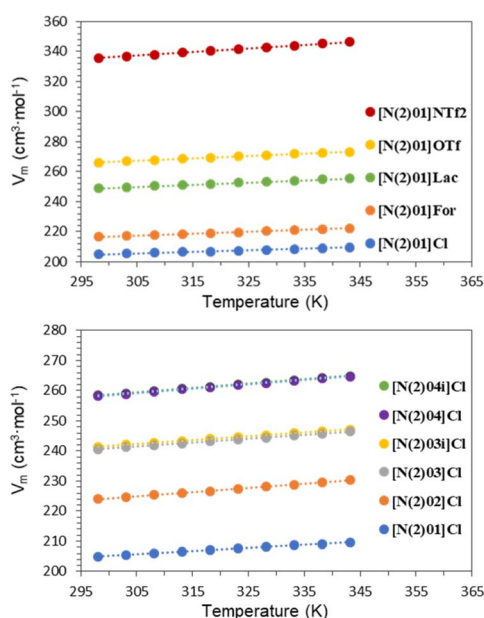 360
340
320
300
280
260
240
220
200
V_m (cm³·mol⁻¹)
[N(2)01]NTf2
[N(2)01]OTf
[N(2)01]Lac
[N(2)01]For
[N(2)01]Cl
295 305 315 325 335 345 355 365
Temperature (K)
280
270
260
250
240
230
220
210
200
V_m (cm³·mol⁻¹)
[N(2)04i]Cl
[N(2)04]Cl
[N(2)03i]Cl
[N(2)03]Cl
[N(2)02]Cl
[N(2)01]Cl
295 305 315 325 335 345 355 365
Temperature (K)